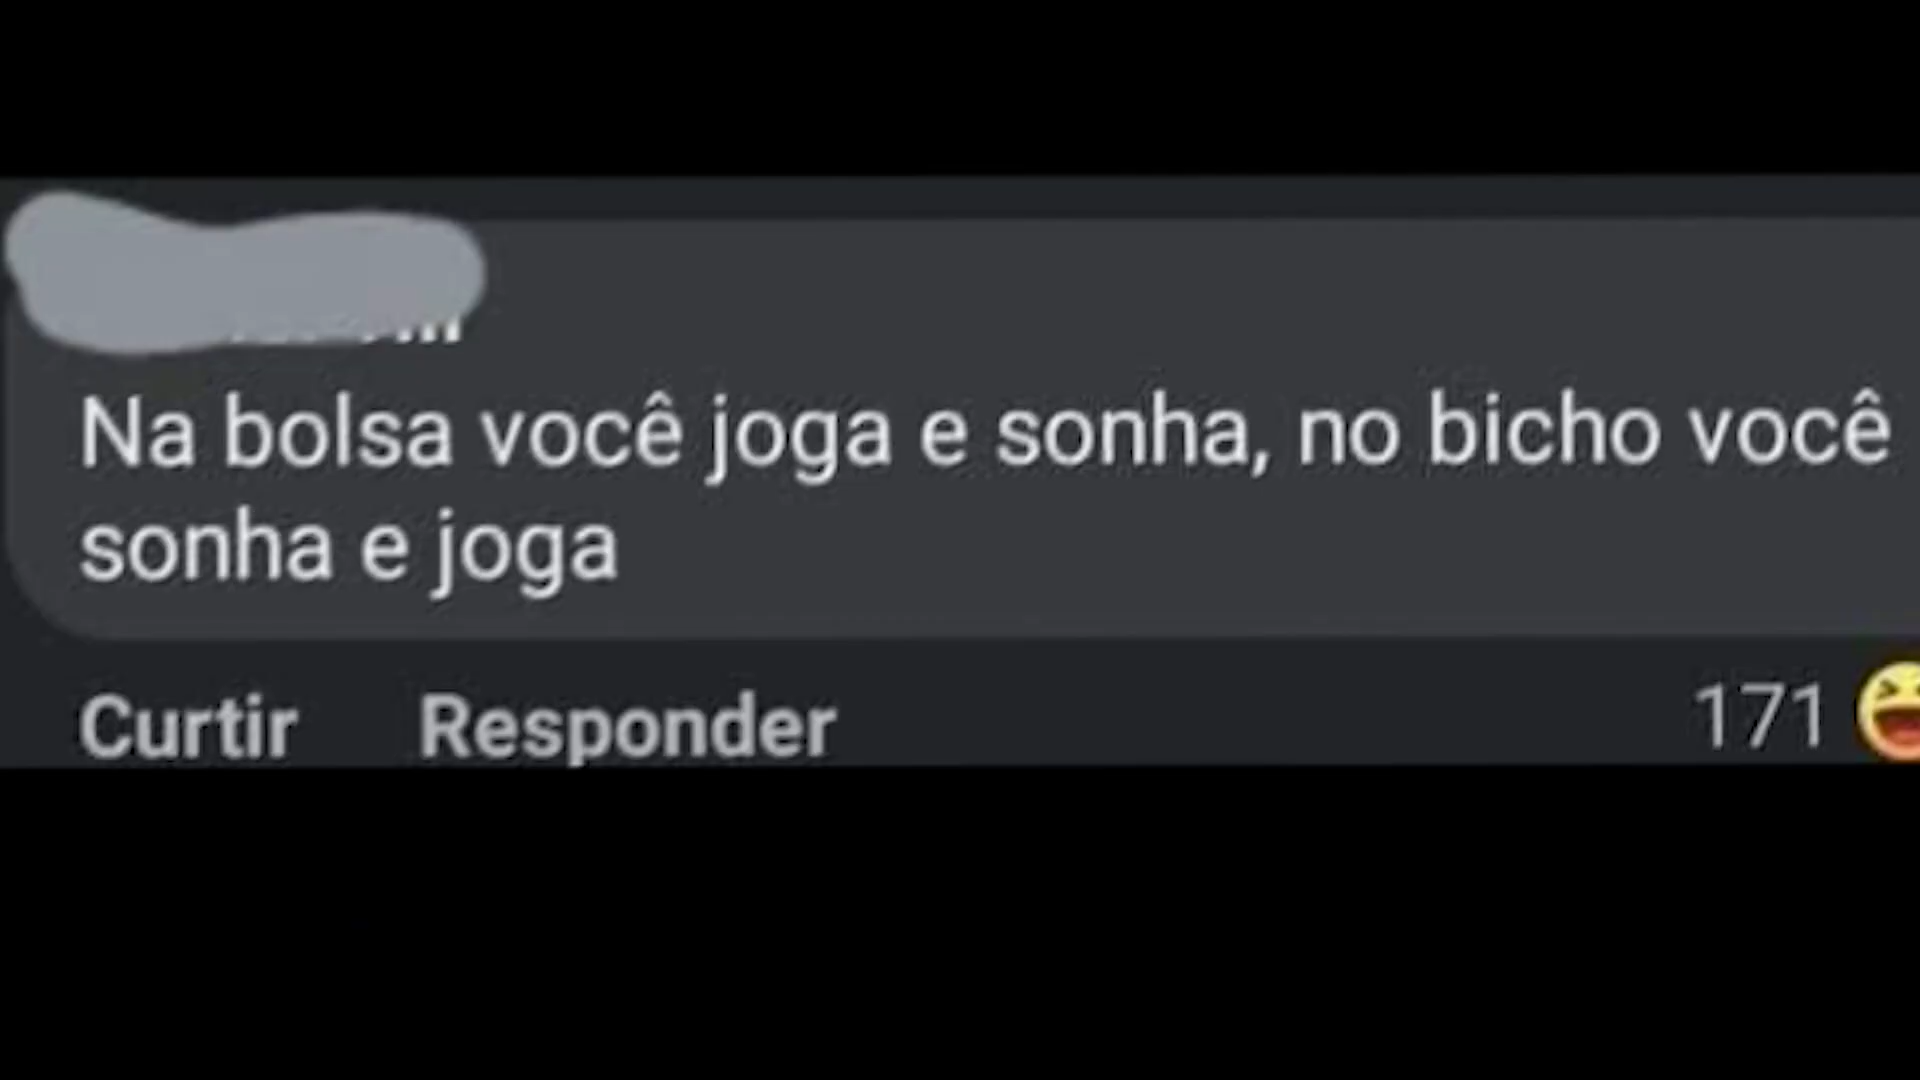 Na bolsa você joga e sonha, no bicho você
sonha e joga
Curtir Responder 171